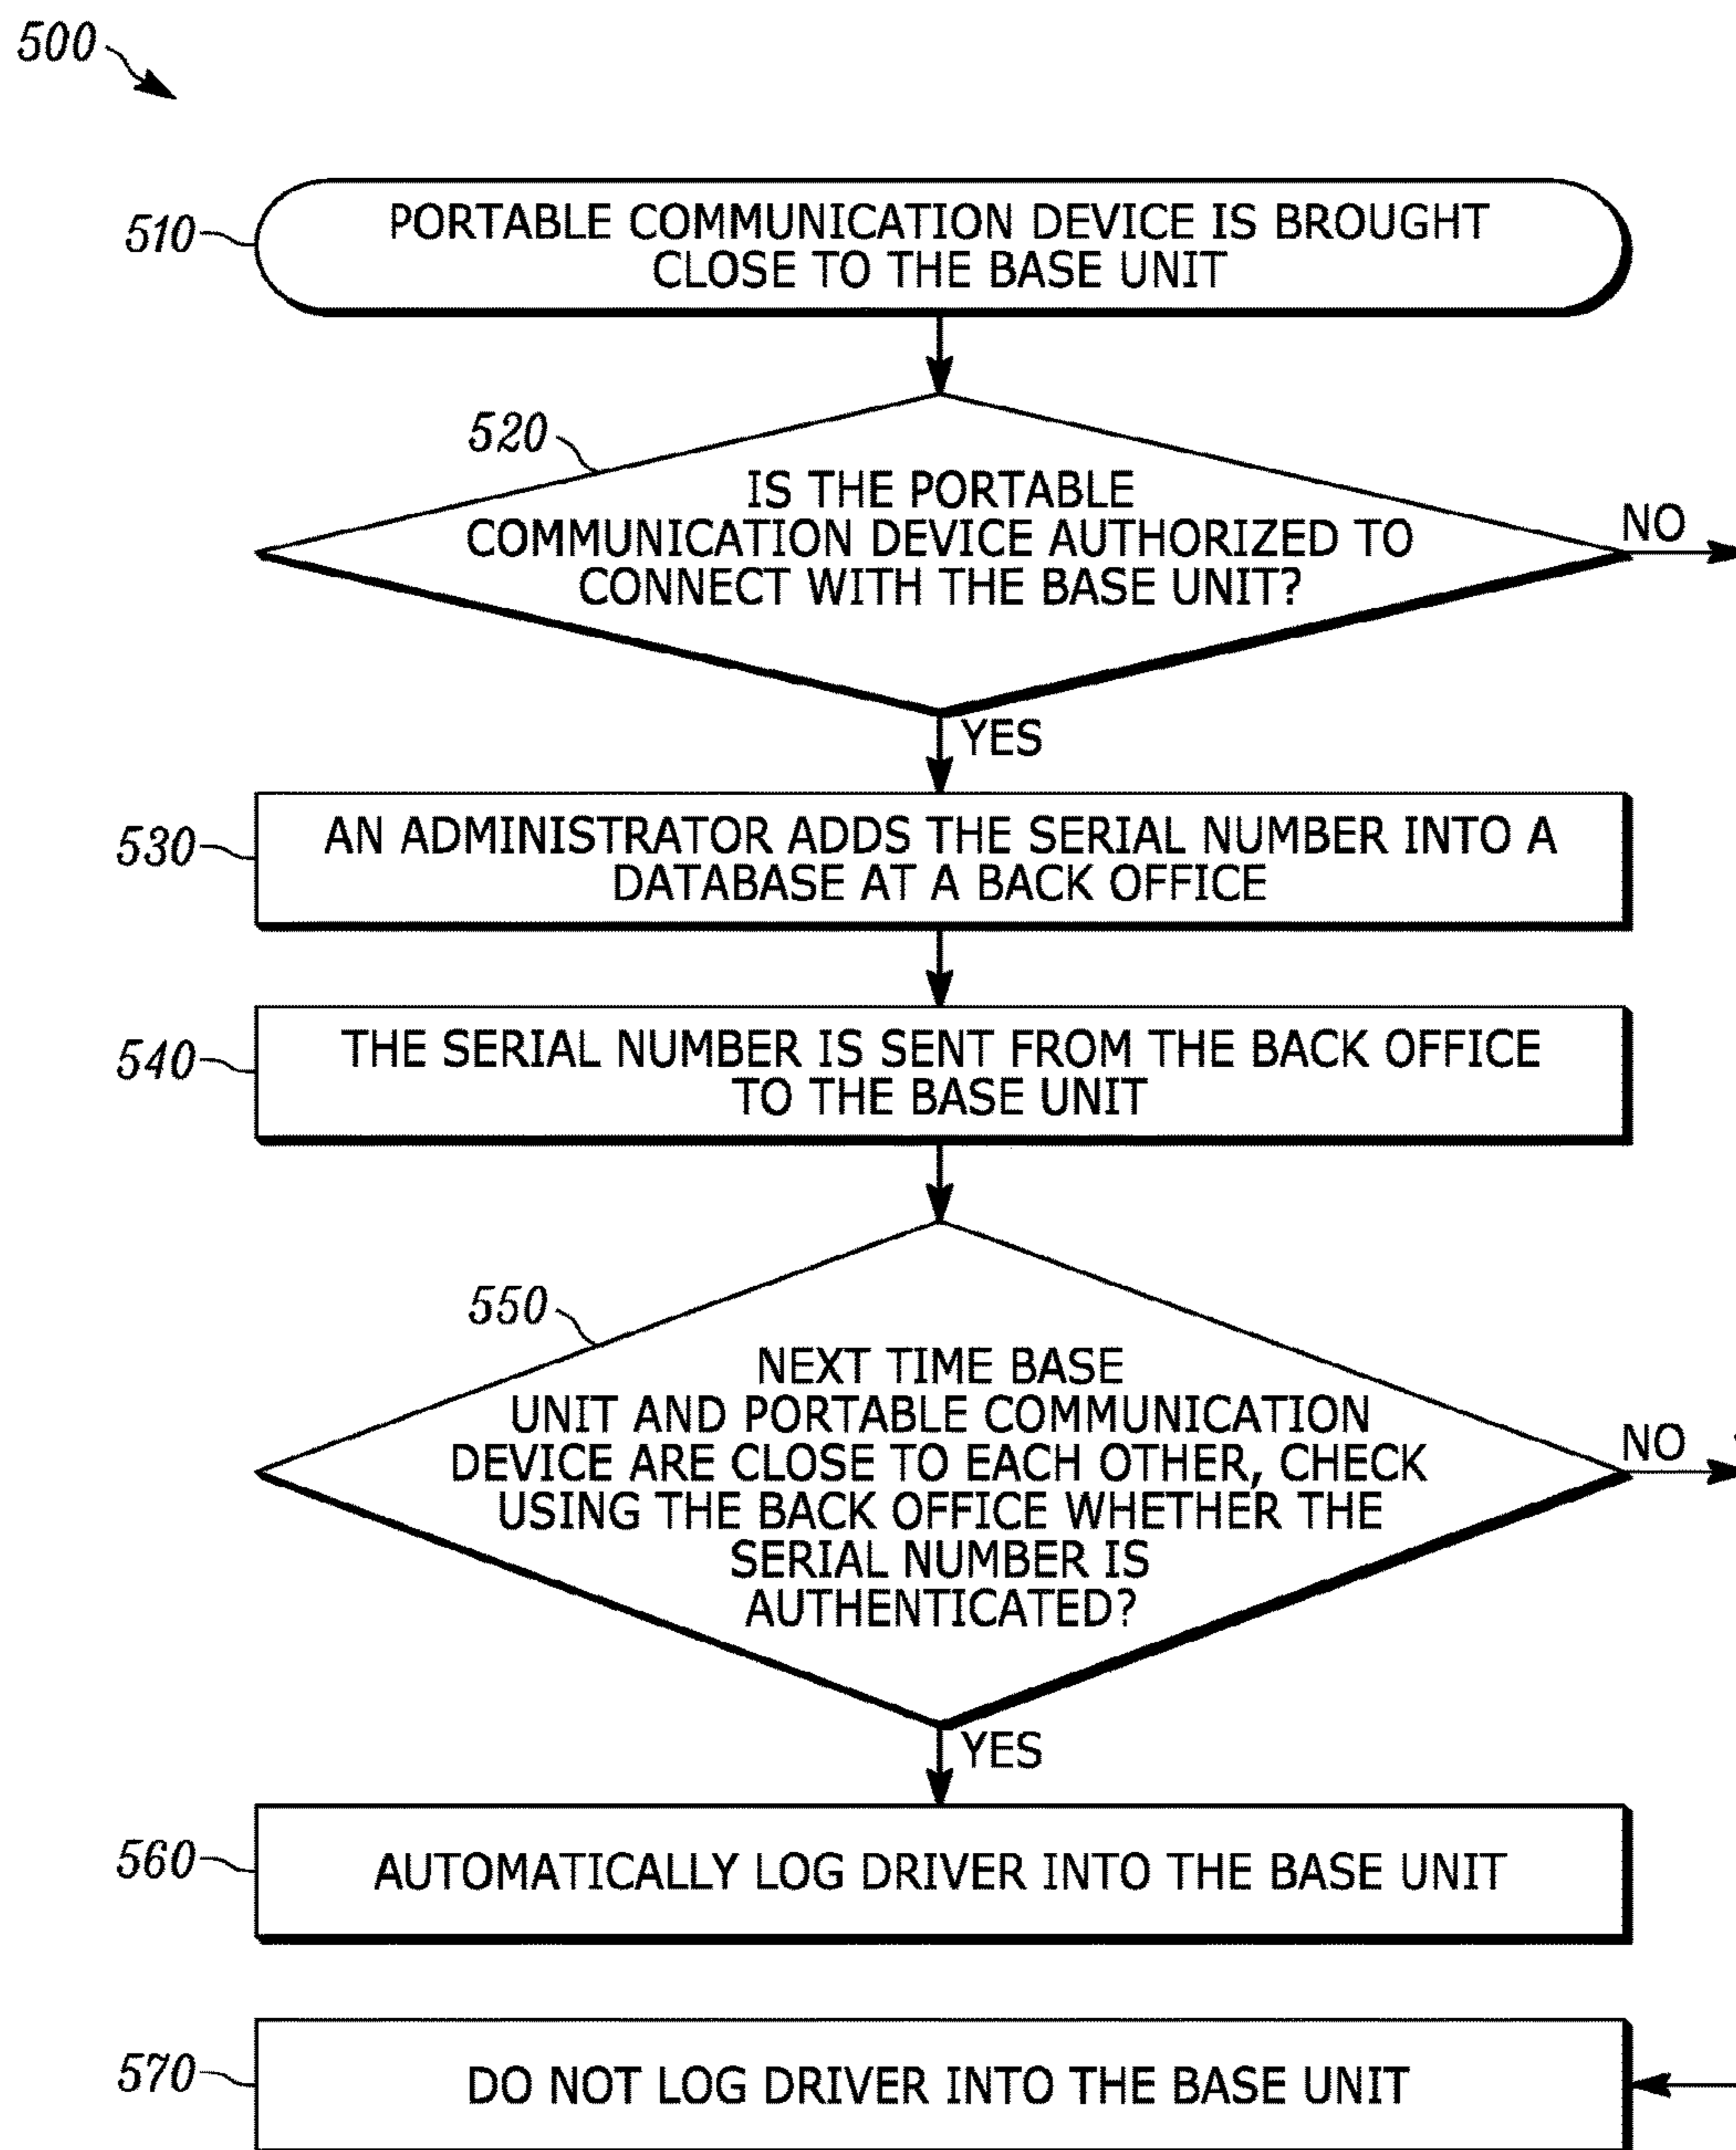 500
510
PORTABLE COMMUNICATION DEVICE IS BROUGHT
CLOSE TO THE BASE UNIT
520
IS THE PORTABLE
COMMUNICATION DEVICE AUTHORIZED TO
CONNECT WITH THE BASE UNIT?
NO
YES
530
AN ADMINISTRATOR ADDS THE SERIAL NUMBER INTO A
DATABASE AT A BACK OFFICE
540
THE SERIAL NUMBER IS SENT FROM THE BACK OFFICE
TO THE BASE UNIT
550
NEXT TIME BASE
UNIT AND PORTABLE COMMUNICATION
DEVICE ARE CLOSE TO EACH OTHER, CHECK
USING THE BACK OFFICE WHETHER THE
SERIAL NUMBER IS
AUTHENTICATED?
NO
YES
560
AUTOMATICALLY LOG DRIVER INTO THE BASE UNIT
570
DO NOT LOG DRIVER INTO THE BASE UNIT